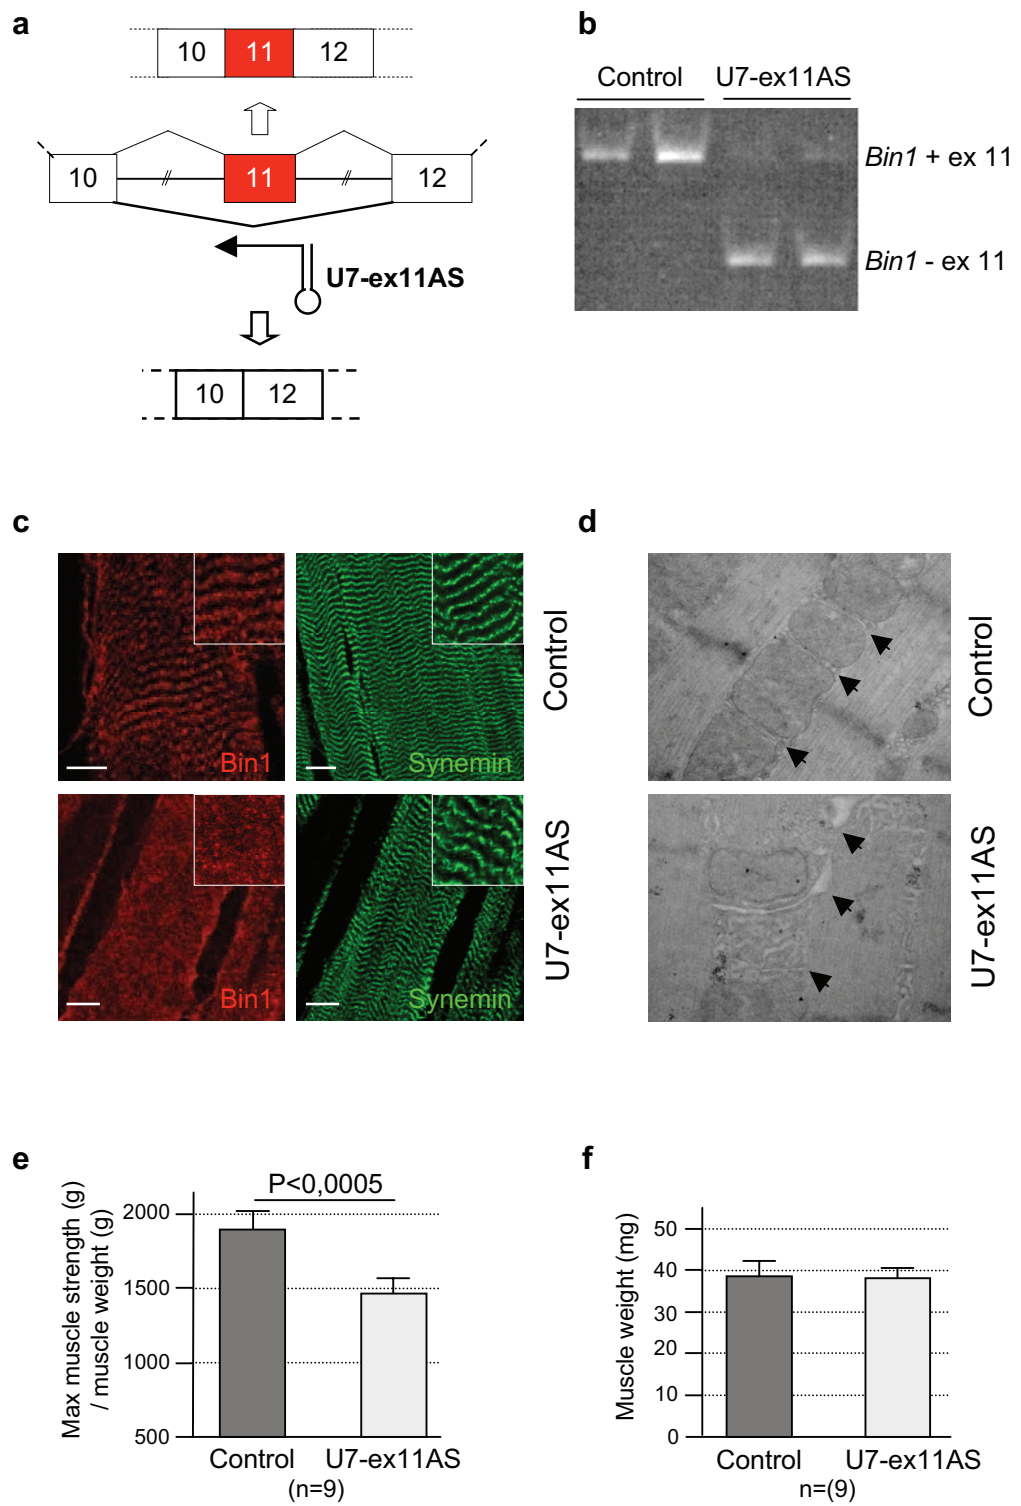 a
10 11 12
10 11 12
U7-ex11AS
10 12
b
Control U7-ex11AS
Bin1 + ex 11
Bin1 - ex 11
c
Bin1 Synemin
Control
Bin1 Synemin
U7-ex11AS
d
Control
U7-ex11AS
e
P<0,0005
Max muscle strength (g)
/ muscle weight (g)
2000
1500
1000
500
Control U7-ex11AS
(n=9)
f
Muscle weight (mg)
50
40
30
20
10
0
Control U7-ex11AS
n=(9)